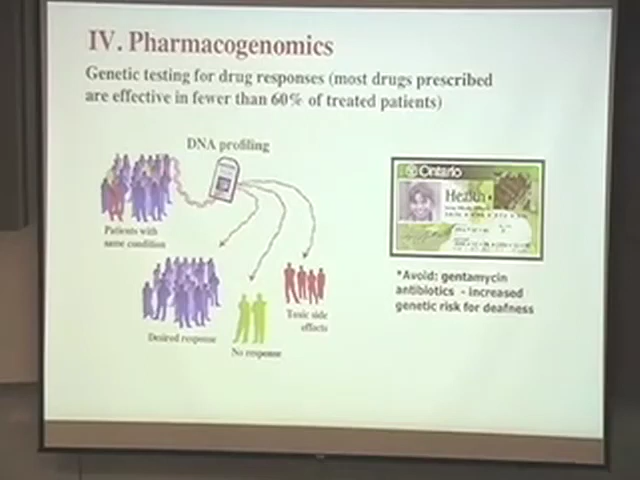 IV. Pharmacogenomics
Genetic testing for drug responses (most drugs prescribed
are effective in fewer than 60% of treated patients)
DNA profiling
Patients with
same condition
Desired response
No response
Toxic side
effects
Ontario
Health
*Avoid: gentamycin
antibiotics - increased
genetic risk for deafness